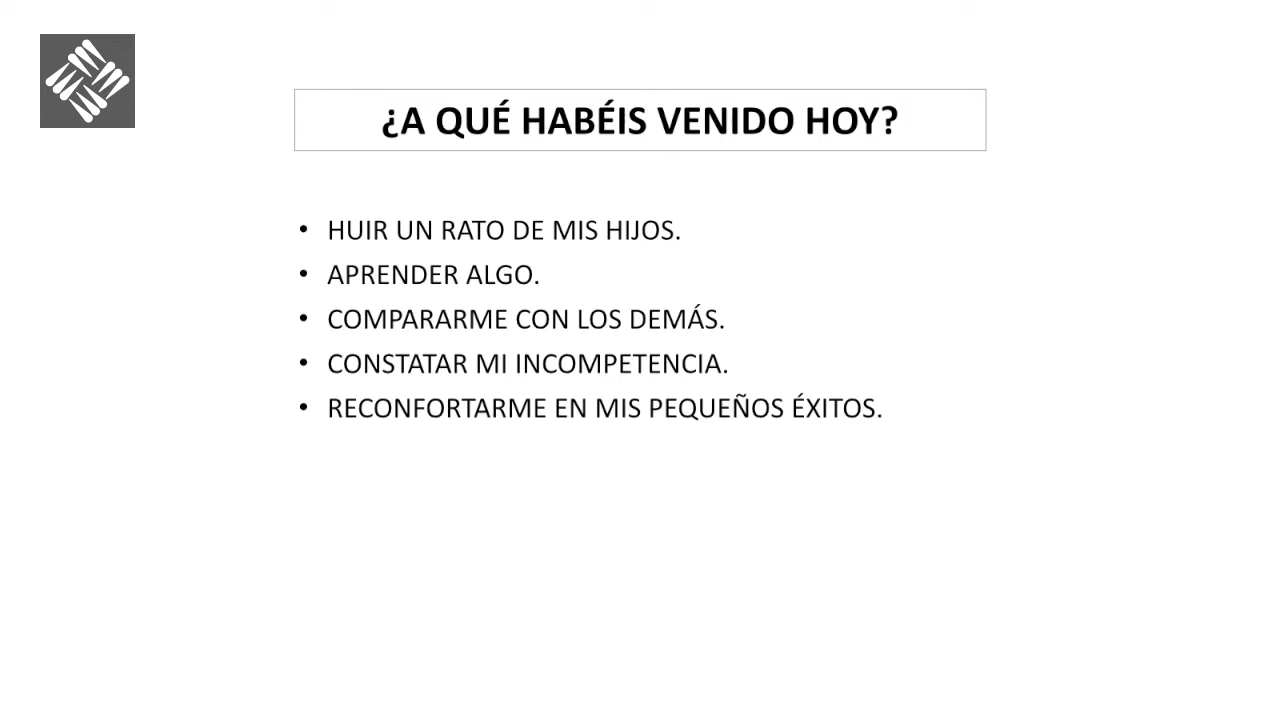 ¿A QUÉ HABÉIS VENIDO HOY?
• HUIR UN RATO DE MIS HIJOS.
• APRENDER ALGO.
• COMPARARME CON LOS DEMÁS.
• CONSTATAR MI INCOMPETENCIA.
• RECONFORTARME EN MIS PEQUEÑOS ÉXITOS.